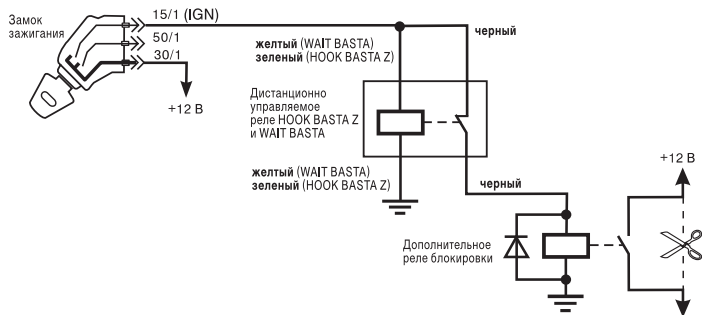 Замок
зажигания
15/1 (IGN)
50/1
30/1
+12 В
желтый (WAIT BASTA)
зеленый (HOOK BASTA Z)
черный
Дистанционно
управляемое
реле HOOK BASTA Z
и WAIT BASTA
желтый (WAIT BASTA)
зеленый (HOOK BASTA Z)
черный
+12 В
Дополнительное
реле блокировки